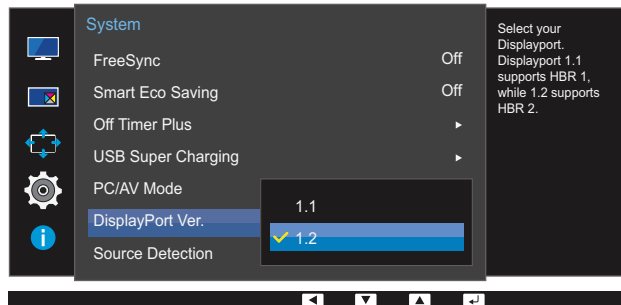 System
FreeSync Off
Smart Eco Saving Off
Off Timer Plus
USB Super Charging
PC/AV Mode
DisplayPort Ver.
Source Detection
1.1
1.2
Select your
Displayport.
Displayport 1.1
supports HBR 1,
while 1.2 supports
HBR 2.